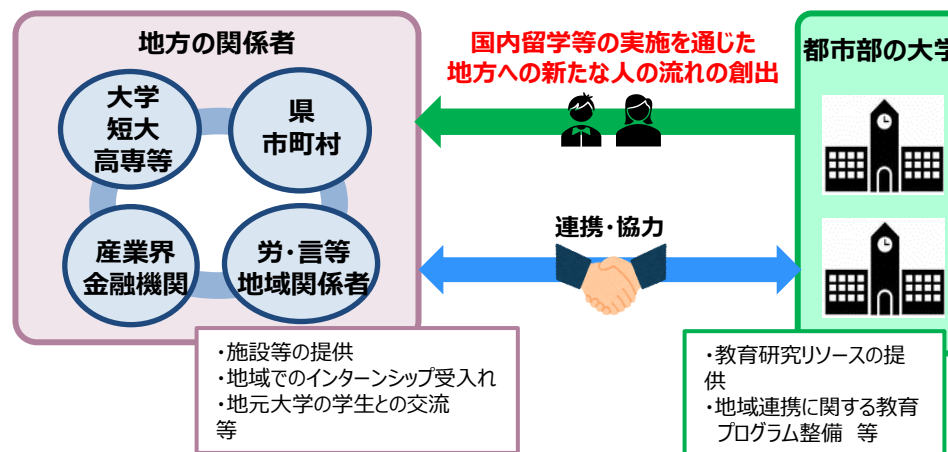 地方の関係者
大学
短大
高専等
県
市町村
産業界
金融機関
労・言等
地域関係者
・施設等の提供
・地域でのインターンシップ受入れ
・地元大学の学生との交流
等
国内留学等の実施を通じた
地方への新たな人の流れの創出
連携・協力
都市部の大学
・教育研究リソースの提
供
・地域連携に関する教育
プログラム整備　等